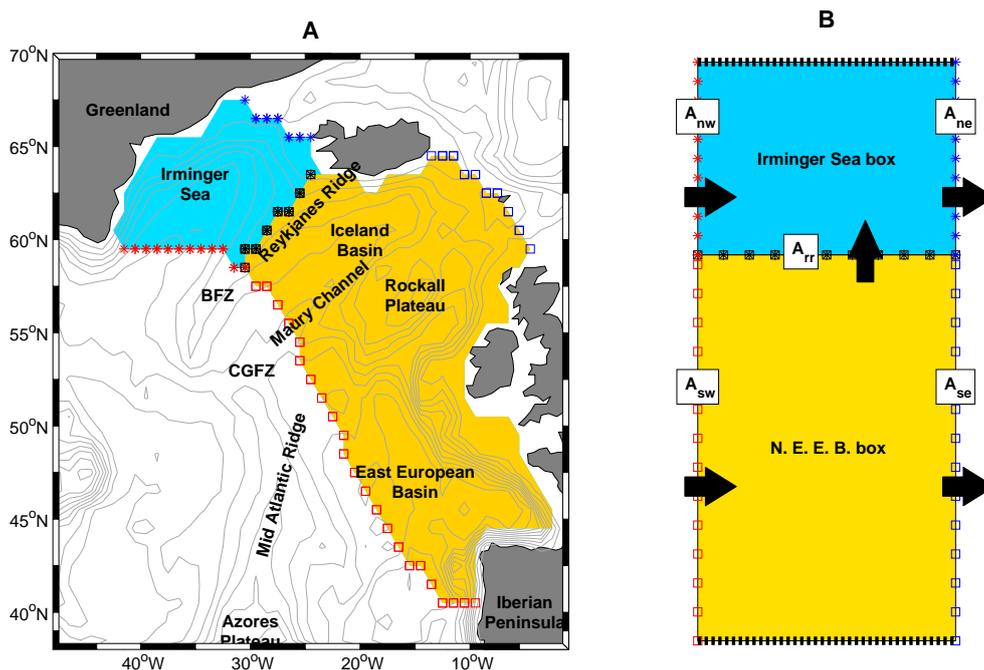 A
B
70°N
65°N
60°N
55°N
50°N
45°N
40°N
40°W
30°W
20°W
10°W
Greenland
Irminger
Sea
Reykjanes Ridge
Iceland
Basin
Rockall
Plateau
Maury Channel
BFZ
CGFZ
Mid Atlantic Ridge
East European
Basin
Azores
Plateau
Iberian
Peninsula
Anw
Ane
Irminger Sea box
Arr
Asw
Ase
N. E. E. B. box